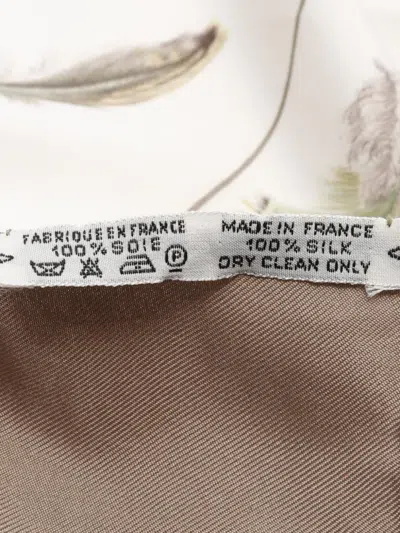 FABRIQUE EN FRANCE
100% SOIE
P
MADE IN FRANCE
100% SILK
DRY CLEAN ONLY